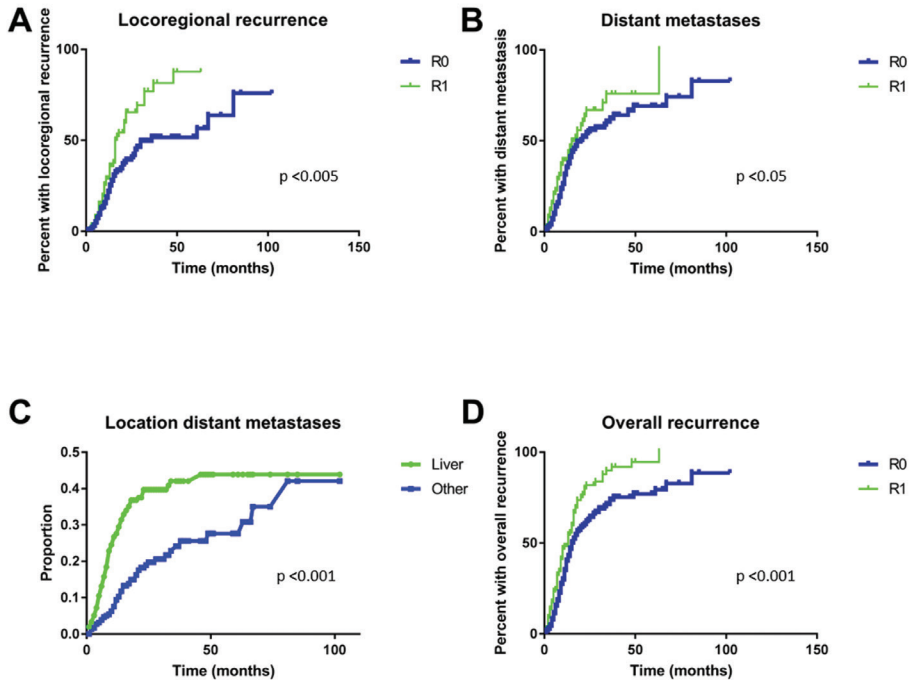 A
Locoregional recurrence
Percent with locoregional recurrence
100
50
0
0 50 100 150
Time (months)
p <0.005
R0
R1
B
Distant metastases
Percent with distant metastasis
100
50
0
0 50 100 150
Time (months)
p <0.05
R0
R1
C
Location distant metastases
Proportion
0.5
0.4
0.3
0.2
0.1
0.0
0 50 100
Time (months)
p <0.001
Liver
Other
D
Overall recurrence
Percent with overall recurrence
100
50
0
0 50 100 150
Time (months)
p <0.001
R0
R1